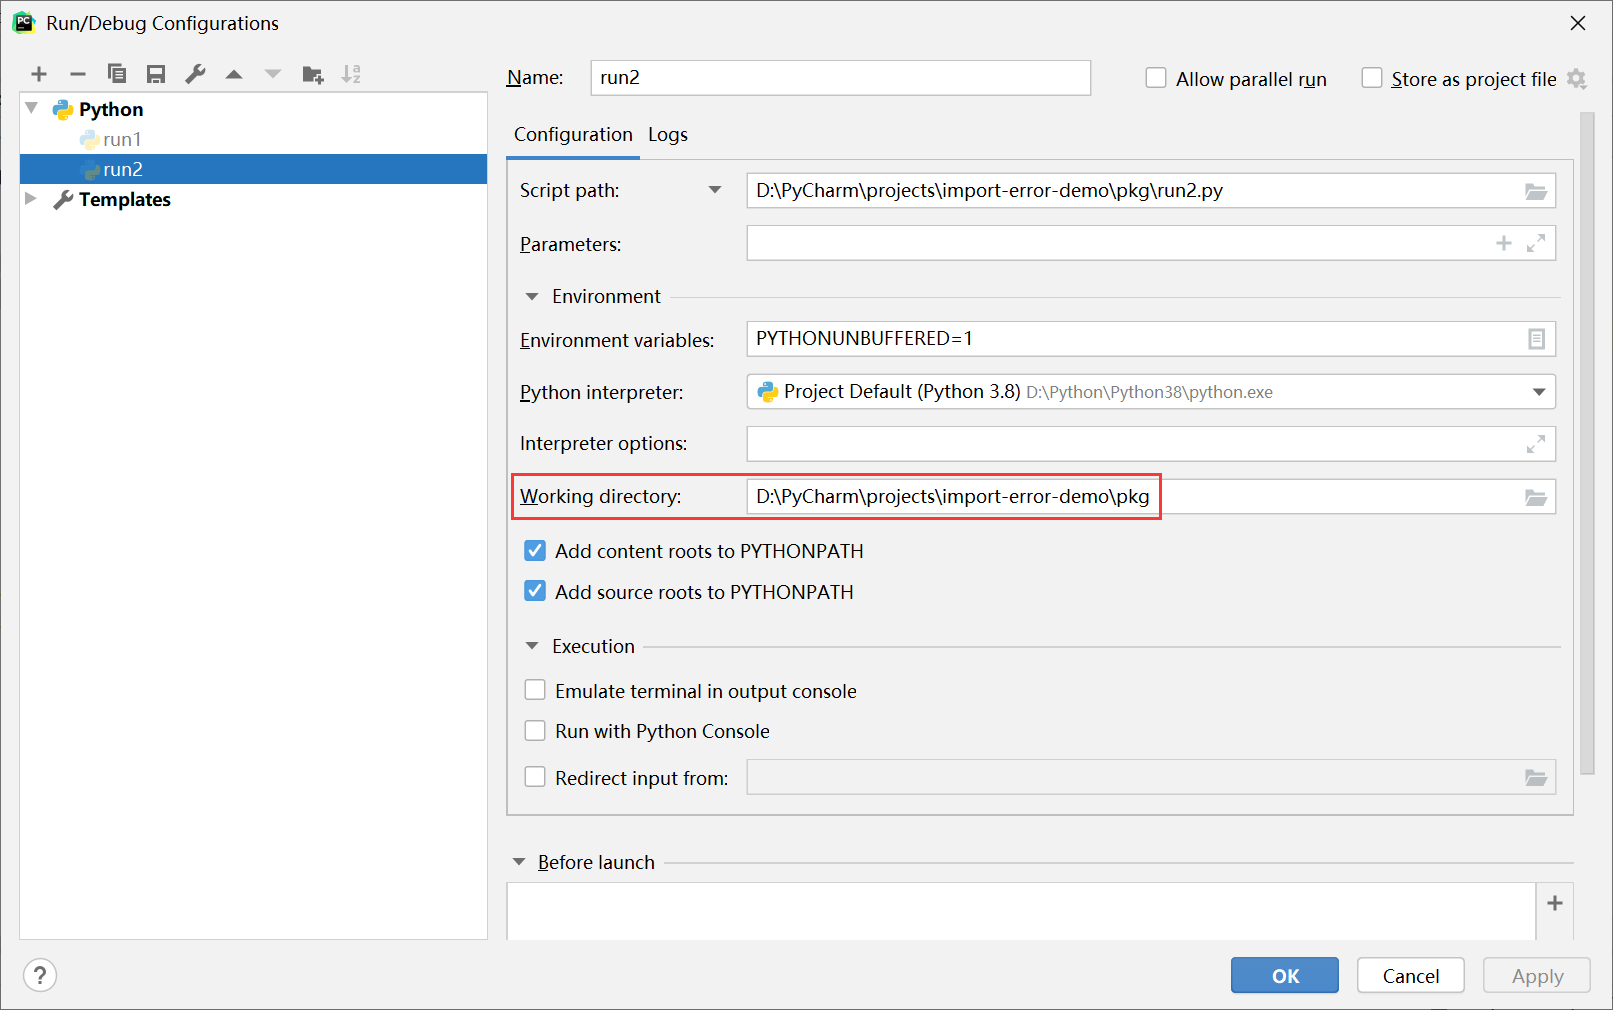 Run/Debug Configurations
Python
run1
run2
Templates
Name: run2
Allow parallel run
Store as project file
Configuration Logs
Script path: D:\PyCharm\projects\import-error-demo\pkg\run2.py
Parameters:
Environment
Environment variables: PYTHONUNBUFFERED=1
Python interpreter: Project Default (Python 3.8) D:\Python\Python38\python.exe
Interpreter options:
Working directory: D:\PyCharm\projects\import-error-demo\pkg
Add content roots to PYTHONPATH
Add source roots to PYTHONPATH
Execution
Emulate terminal in output console
Run with Python Console
Redirect input from:
Before launch
OK Cancel Apply